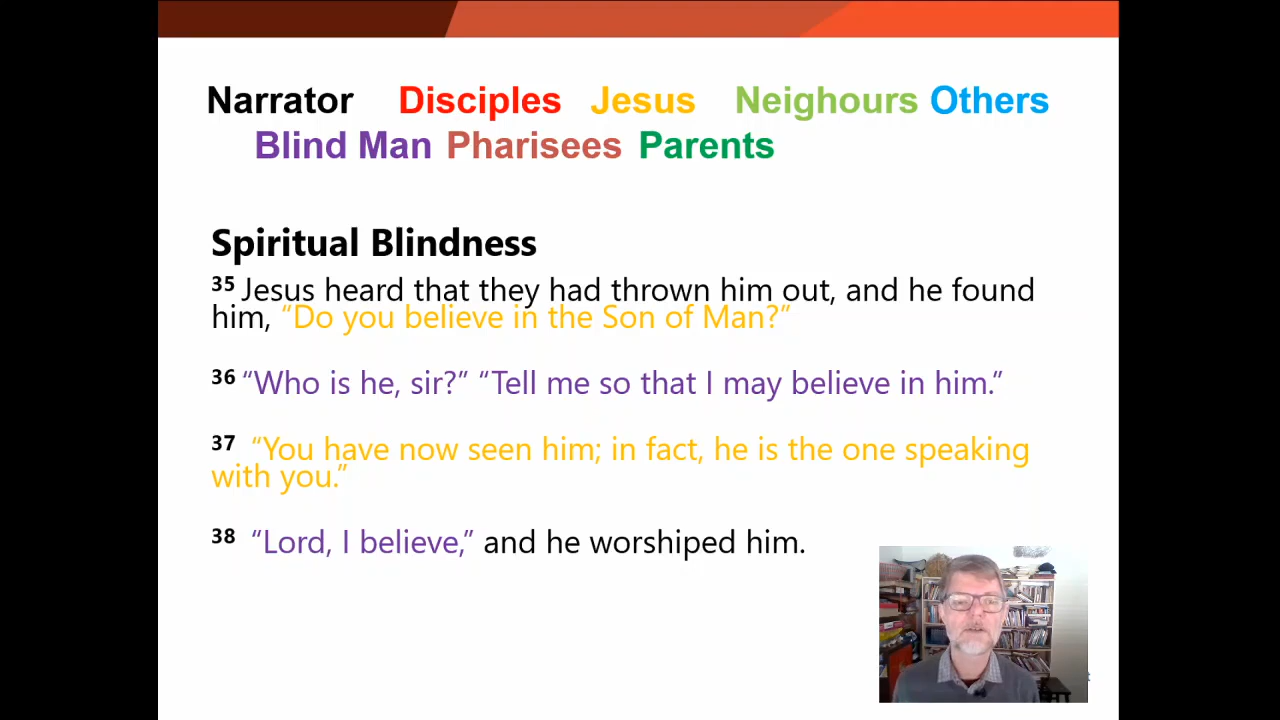 Narrator Disciples Jesus Neighours Others
Blind Man Pharisees Parents
Spiritual Blindness
35 Jesus heard that they had thrown him out, and he found
him, “Do you believe in the Son of Man?”
36 “Who is he, sir?” “Tell me so that I may believe in him.”
37 “You have now seen him; in fact, he is the one speaking
with you.”
38 “Lord, I believe,” and he worshiped him.